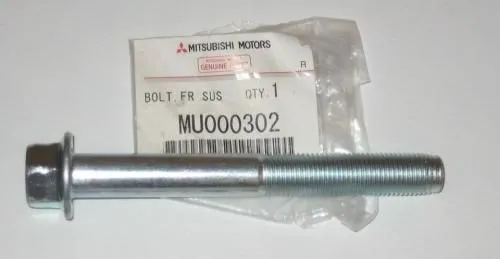 MITSUBISHI MOTORS
GENUINE
R
BOLT,FR SUS QTY.1
MU000302